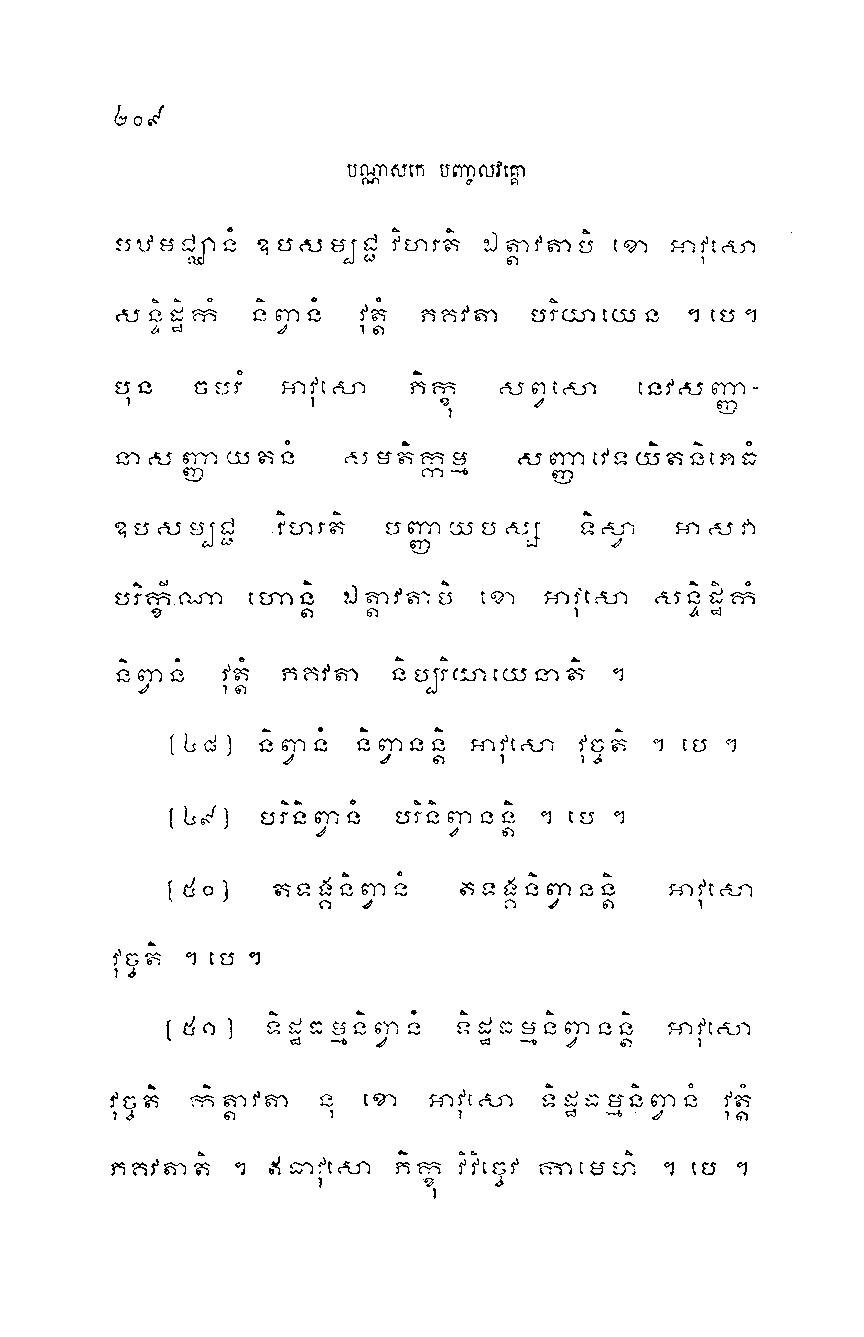 ២០៩
បណ្ណាសកេ បញ្ចលវគ្គោ
បឋមជ្ឈានំ ឧបសម្បជ្ជ វិហរតិ ឯត្តាវតាបិ ខោ អាវុសោ
សន្ទិដ្ឋិកំ និព្វានំ វុត្តំ ភគវតា បរិយាយេន ។ បេ ។
បុន ចបរំ អាវុសោ ភិក្ខុ សព្វសោ នេវសញ្ញា-
នាសញ្ញាយតនំ សមតិក្កម្ម សញ្ញាវេទយិតនិរោធំ
ឧបសម្បជ្ជ វិហរតិ បញ្ញាយបស្ស ទិស្វា អាសវា
បរិក្ខីណា ហោន្តិ ឯត្តាវតាបិ ខោ អាវុសោ សន្ទិដ្ឋិកំ
និព្វានំ វុត្តំ ភគវតា និប្បរិយាយេនាតិ ។
[៤៨] និព្វានំ និព្វានន្តិ អាវុសោ វុច្ចតិ ។ បេ ។
[៤៩] បរិនិព្វានំ បរិនិព្វានន្តិ ។ បេ ។
[៥០] តទង្គនិព្វានំ តទង្គនិព្វានន្តិ អាវុសោ
វុច្ចតិ ។ បេ ។
[៥១] ទិដ្ឋធម្មនិព្វានំ ទិដ្ឋធម្មនិព្វានន្តិ អាវុសោ
វុច្ចតិ កិត្តាវតា នុ ខោ អាវុសោ ទិដ្ឋធម្មនិព្វានំ វុត្តំ
ភគវតាតិ ។ ឥធាវុសោ ភិក្ខុ វិវិច្ចេវ កាមេហិ ។ បេ ។